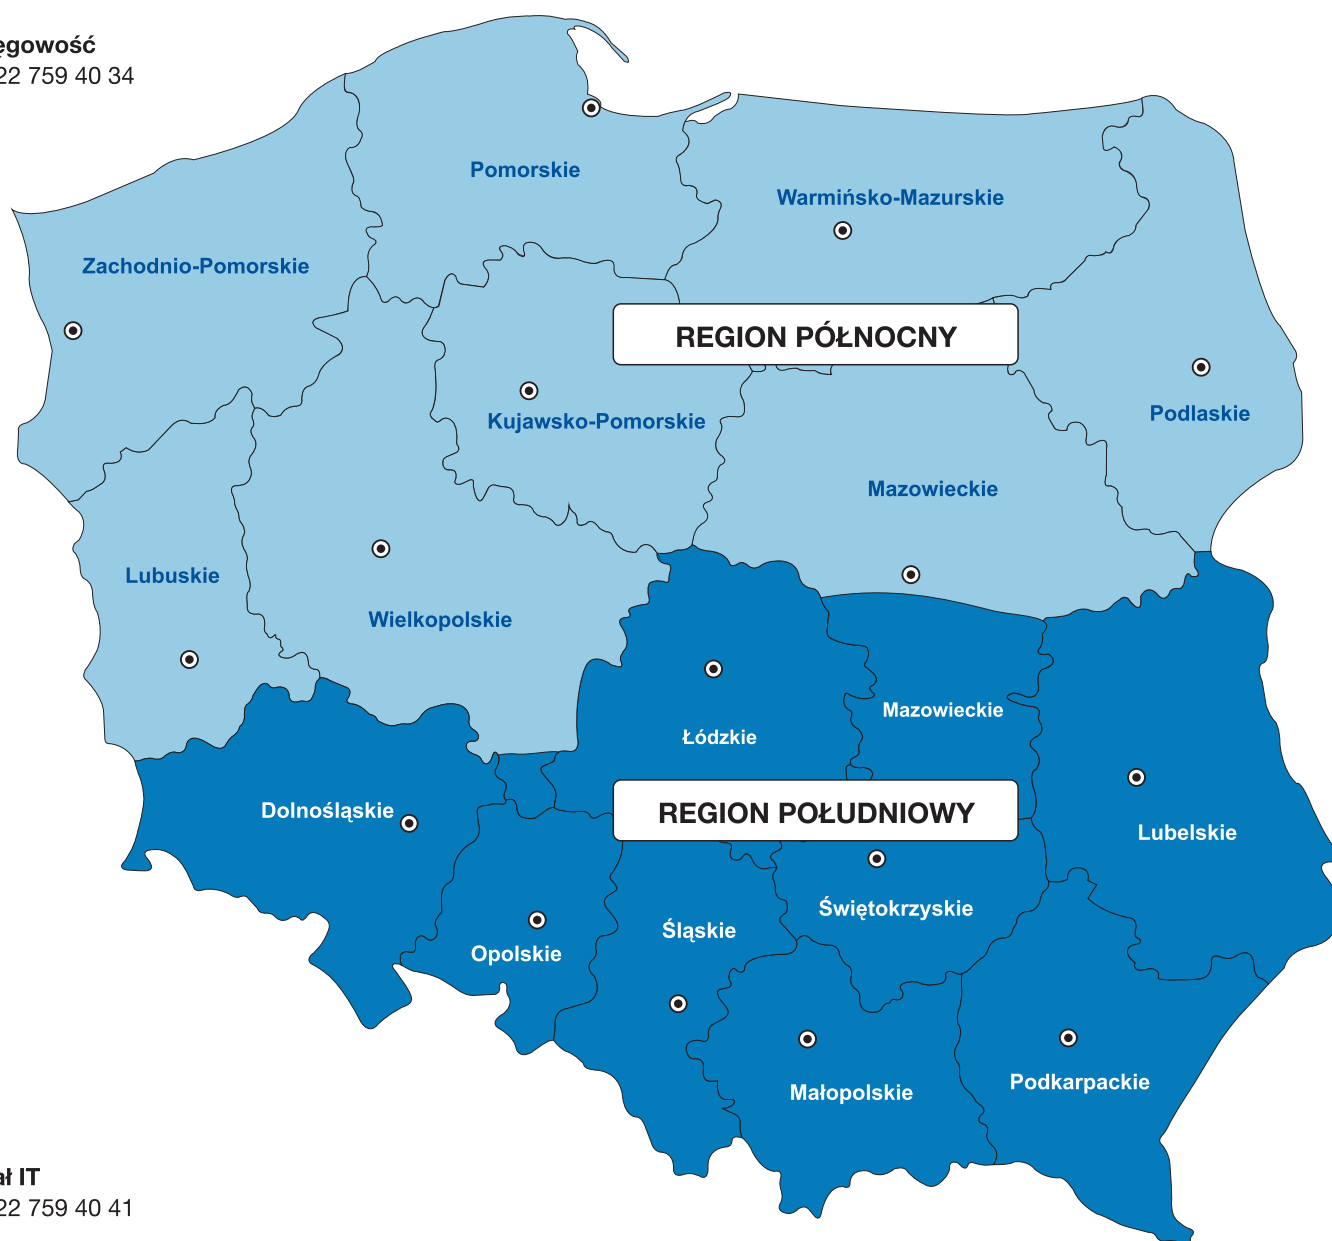 ęgowość
22 759 40 34
Pomorskie
Warmińsko-Mazurskie
Zachodnio-Pomorskie
REGION PÓŁNOCNY
Kujawsko-Pomorskie
Podlaskie
Mazowieckie
Lubuskie
Wielkopolskie
Mazowieckie
Łódzkie
Dolnośląskie
REGION POŁUDNIOWY
Lubelskie
Świętokrzyskie
Śląskie
Opolskie
Podkarpackie
Małopolskie
ał IT
22 759 40 41